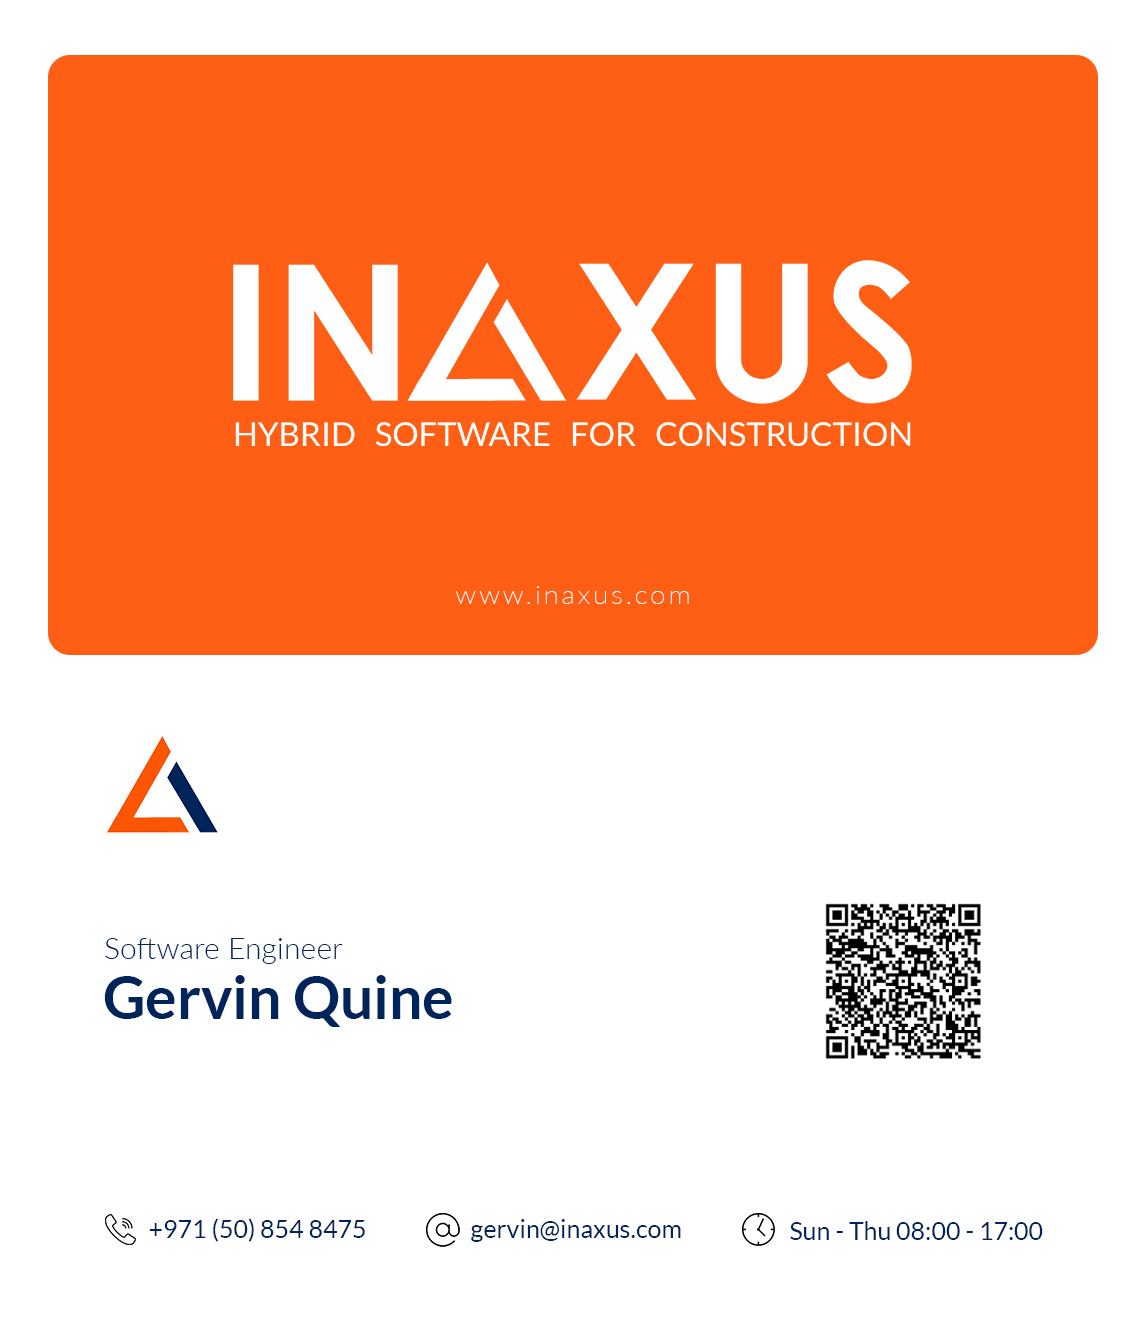 INAXUS
HYBRID SOFTWARE FOR CONSTRUCTION
www.inaxus.com
Software Engineer
Gervin Quine
+971 (50) 854 8475
gervin@inaxus.com
Sun - Thu 08:00 - 17:00